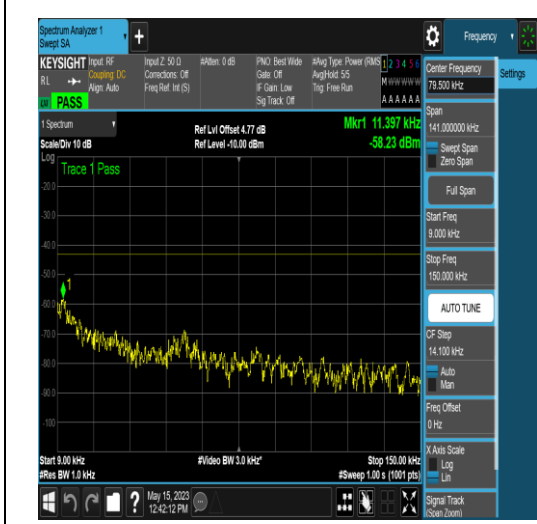 Spectrum Analyzer 1
Swept SA
Frequency
KEYSIGHT
RL
PASS
Input: RF
Coupling: DC
Align: Auto
Input Z: 50 Ω
Corrections: Off
Freq Ref: Int (S)
#Atten: 0 dB
PNO: Best Wide
Gate: Off
IF Gain: Low
Sig Track: Off
#Avg Type: Power (RMS
Avg|Hold: 5/5
Trig: Free Run
1 2 3 4 5 6
M W W W W W
A A A A A A
1 Spectrum
Scale/Div 10 dB
Log
Ref Lvl Offset 4.77 dB
Ref Level -10.00 dBm
Mkr1 11.397 kHz
-58.23 dBm
Trace 1 Pass
1
-20.0
-30.0
-40.0
-50.0
-60.0
-70.0
-80.0
-90.0
-100
Start 9.00 kHz
#Res BW 1.0 kHz
#Video BW 3.0 kHz*
Stop 150.00 kHz
#Sweep 1.00 s (1001 pts)
May 15, 2023
12:42:12 PM
Center Frequency
79.500 kHz
Settings
Span
141.000000 kHz
Swept Span
Zero Span
Full Span
Start Freq
9.000 kHz
Stop Freq
150.000 kHz
AUTO TUNE
CF Step
14.100 kHz
Auto
Man
Freq Offset
0 Hz
X Axis Scale
Log
Lin
Signal Track
(Span Zoom)